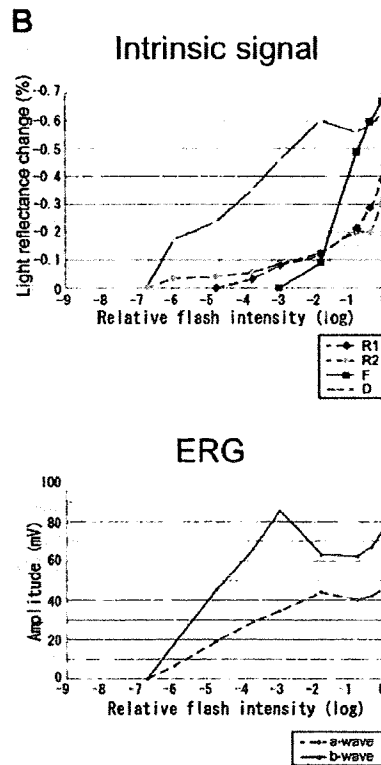 B
Intrinsic signal
Light reflectance change (%)
-0.7
-0.6
-0.5
-0.4
-0.3
-0.2
-0.1
0
-9 -8 -7 -6 -5 -4 -3 -2 -1 0
Relative flash intensity (log)
R1
R2
F
D
ERG
Amplitude (mV)
100
80
60
40
20
0
-9 -8 -7 -6 -5 -4 -3 -2 -1 0
Relative flash intensity (log)
a-wave
b-wave